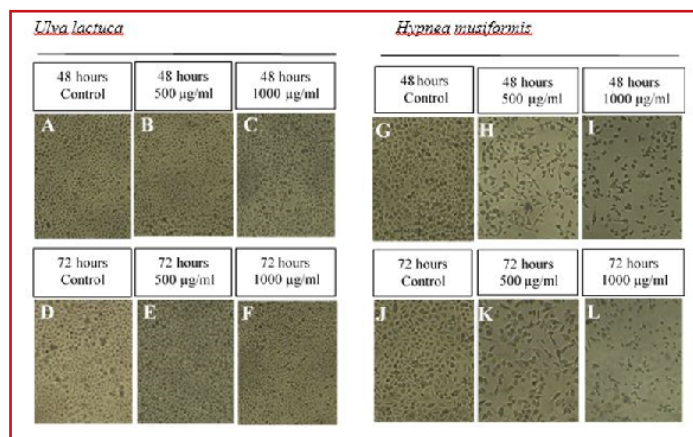 Ulva lactuca
Hypnea musiformis
48 hours
Control
48 hours
500 µg/ml
48 hours
1000 µg/ml
48 hours
Control
48 hours
500 µg/ml
48 hours
1000 µg/ml
A
B
C
G
H
I
72 hours
Control
72 hours
500 µg/ml
72 hours
1000 µg/ml
72 hours
Control
72 hours
500 µg/ml
72 hours
1000 µg/ml
D
E
F
J
K
L